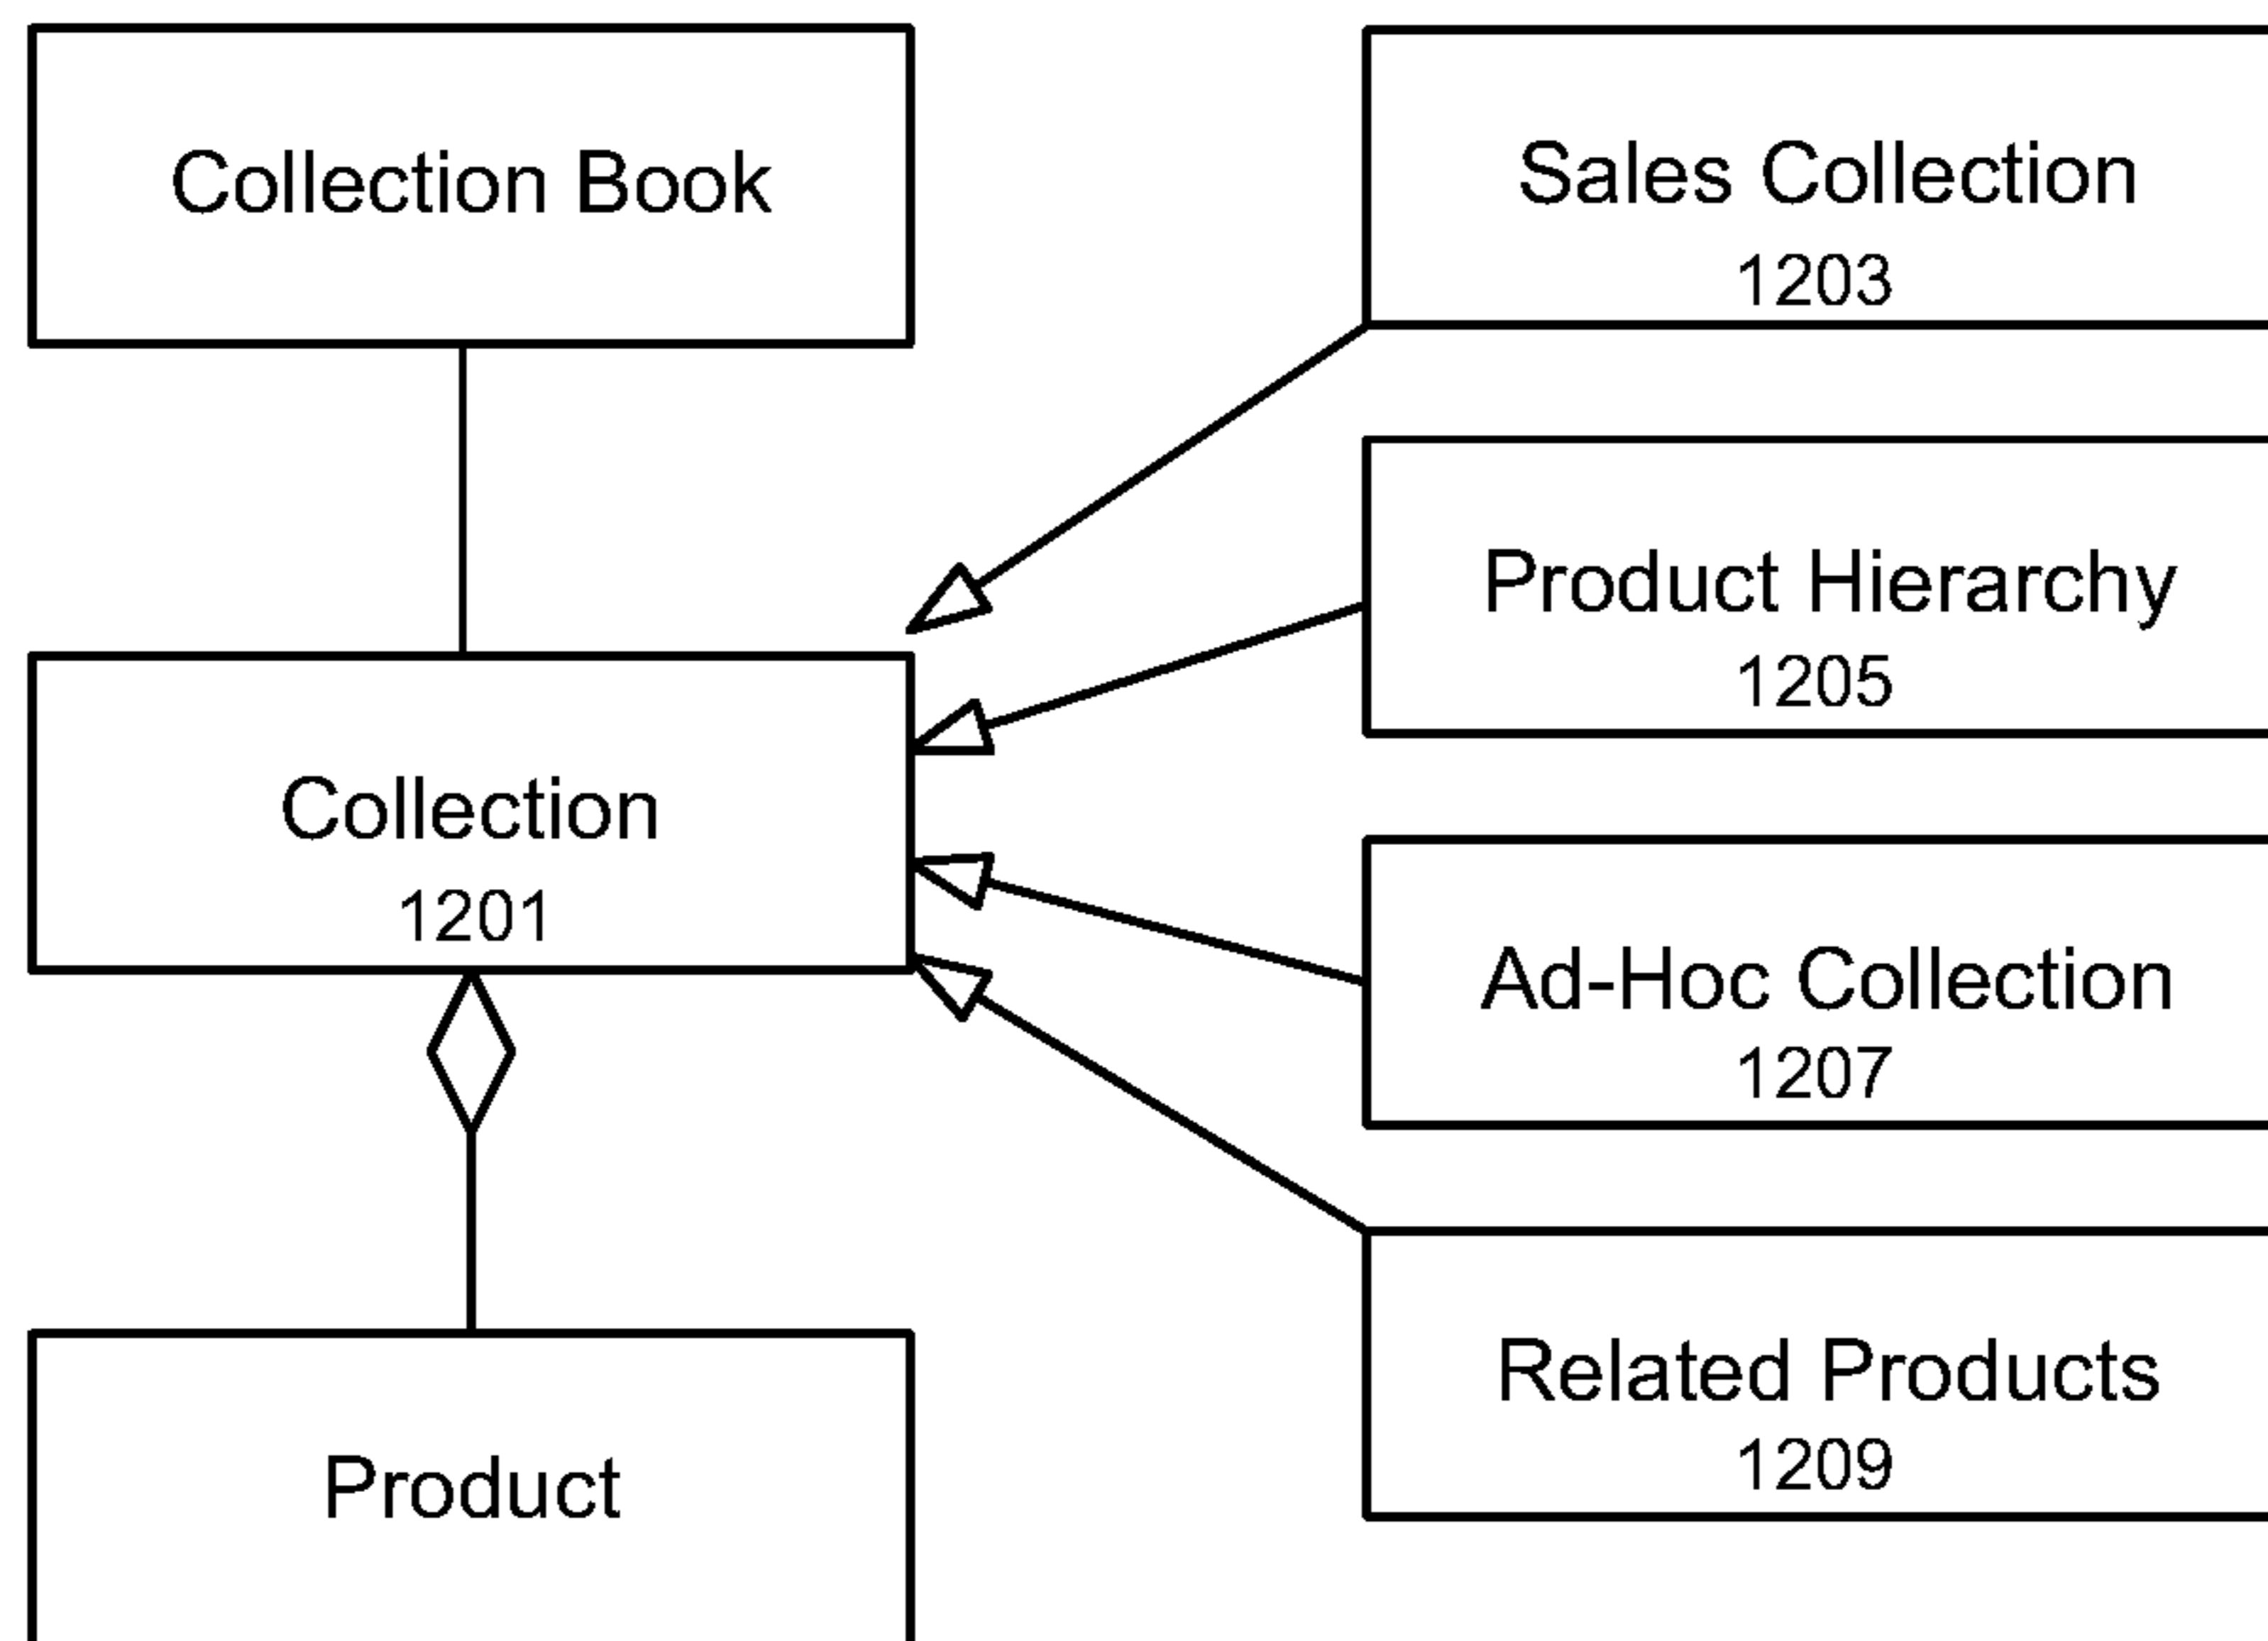 Collection Book
Collection
1201
Product
Sales Collection
1203
Product Hierarchy
1205
Ad-Hoc Collection
1207
Related Products
1209